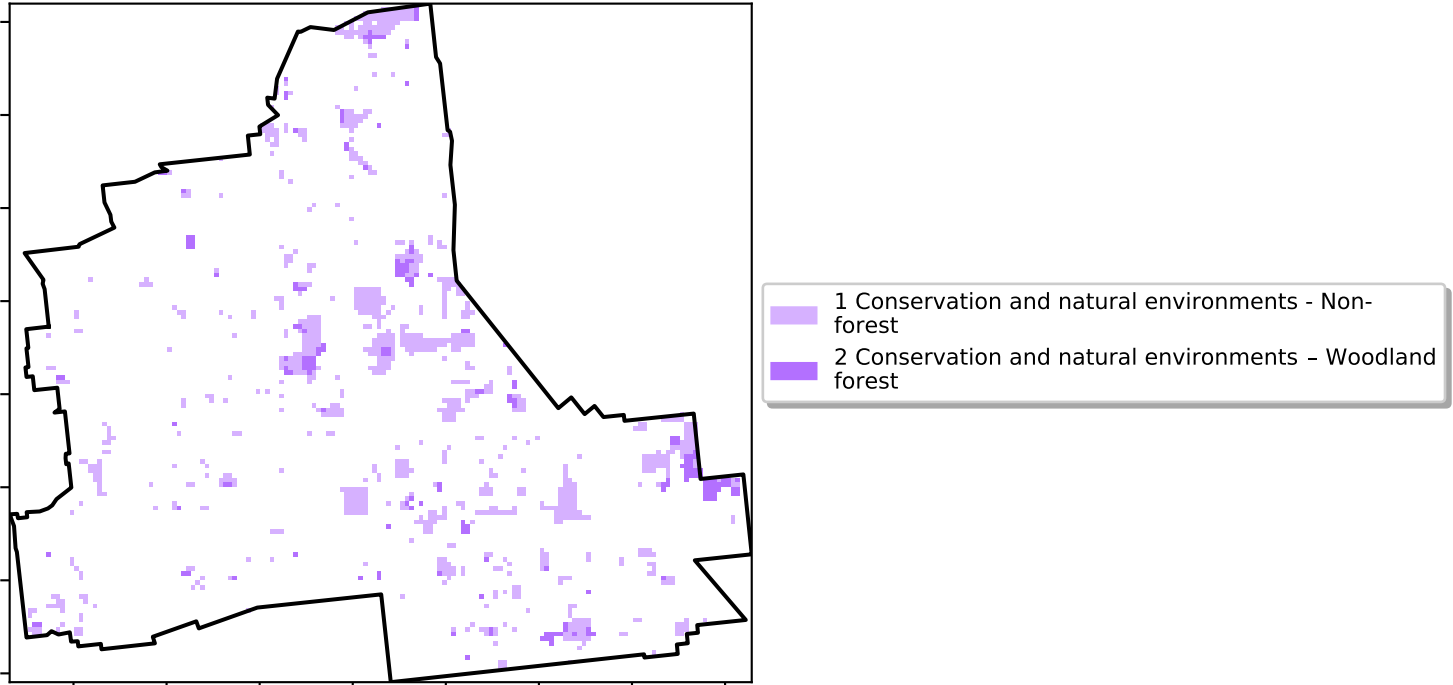 1 Conservation and natural environments - Non-
forest
2 Conservation and natural environments – Woodland
forest